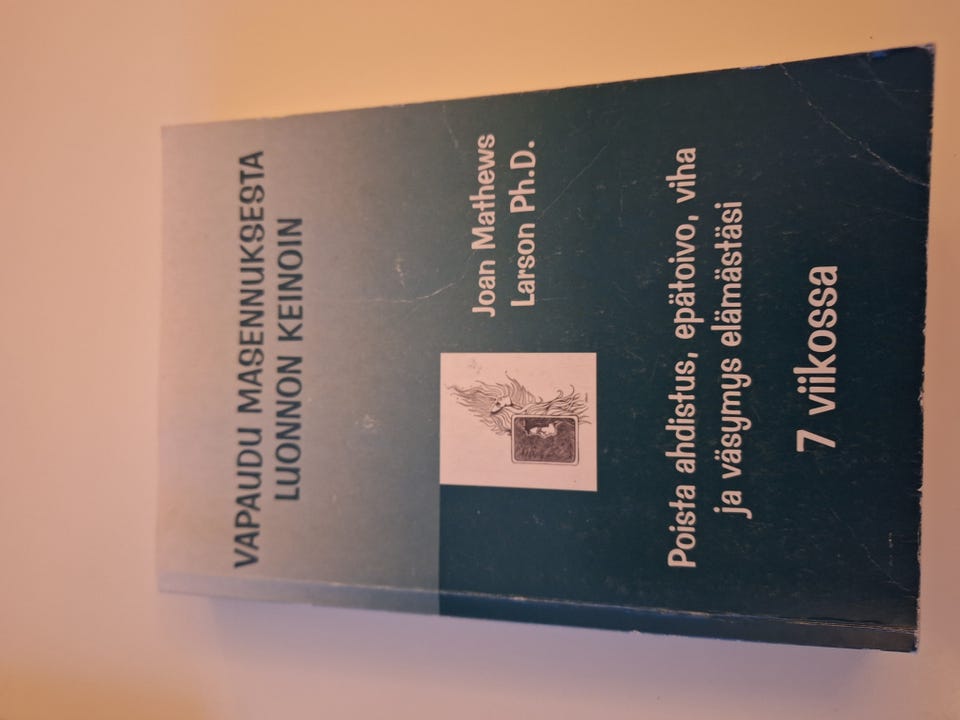 VAPAUDU MASENNUKSESTA
LUONNON KEINOIN
Joan Mathews
Larson Ph.D.
Poista ahdistus, epätoivo, viha
ja väsymys elämästäsi
7 viikossa